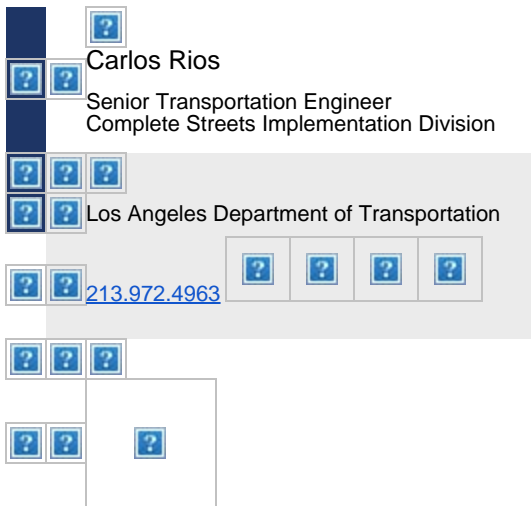 Carlos Rios
Senior Transportation Engineer
Complete Streets Implementation Division
Los Angeles Department of Transportation
213.972.4963